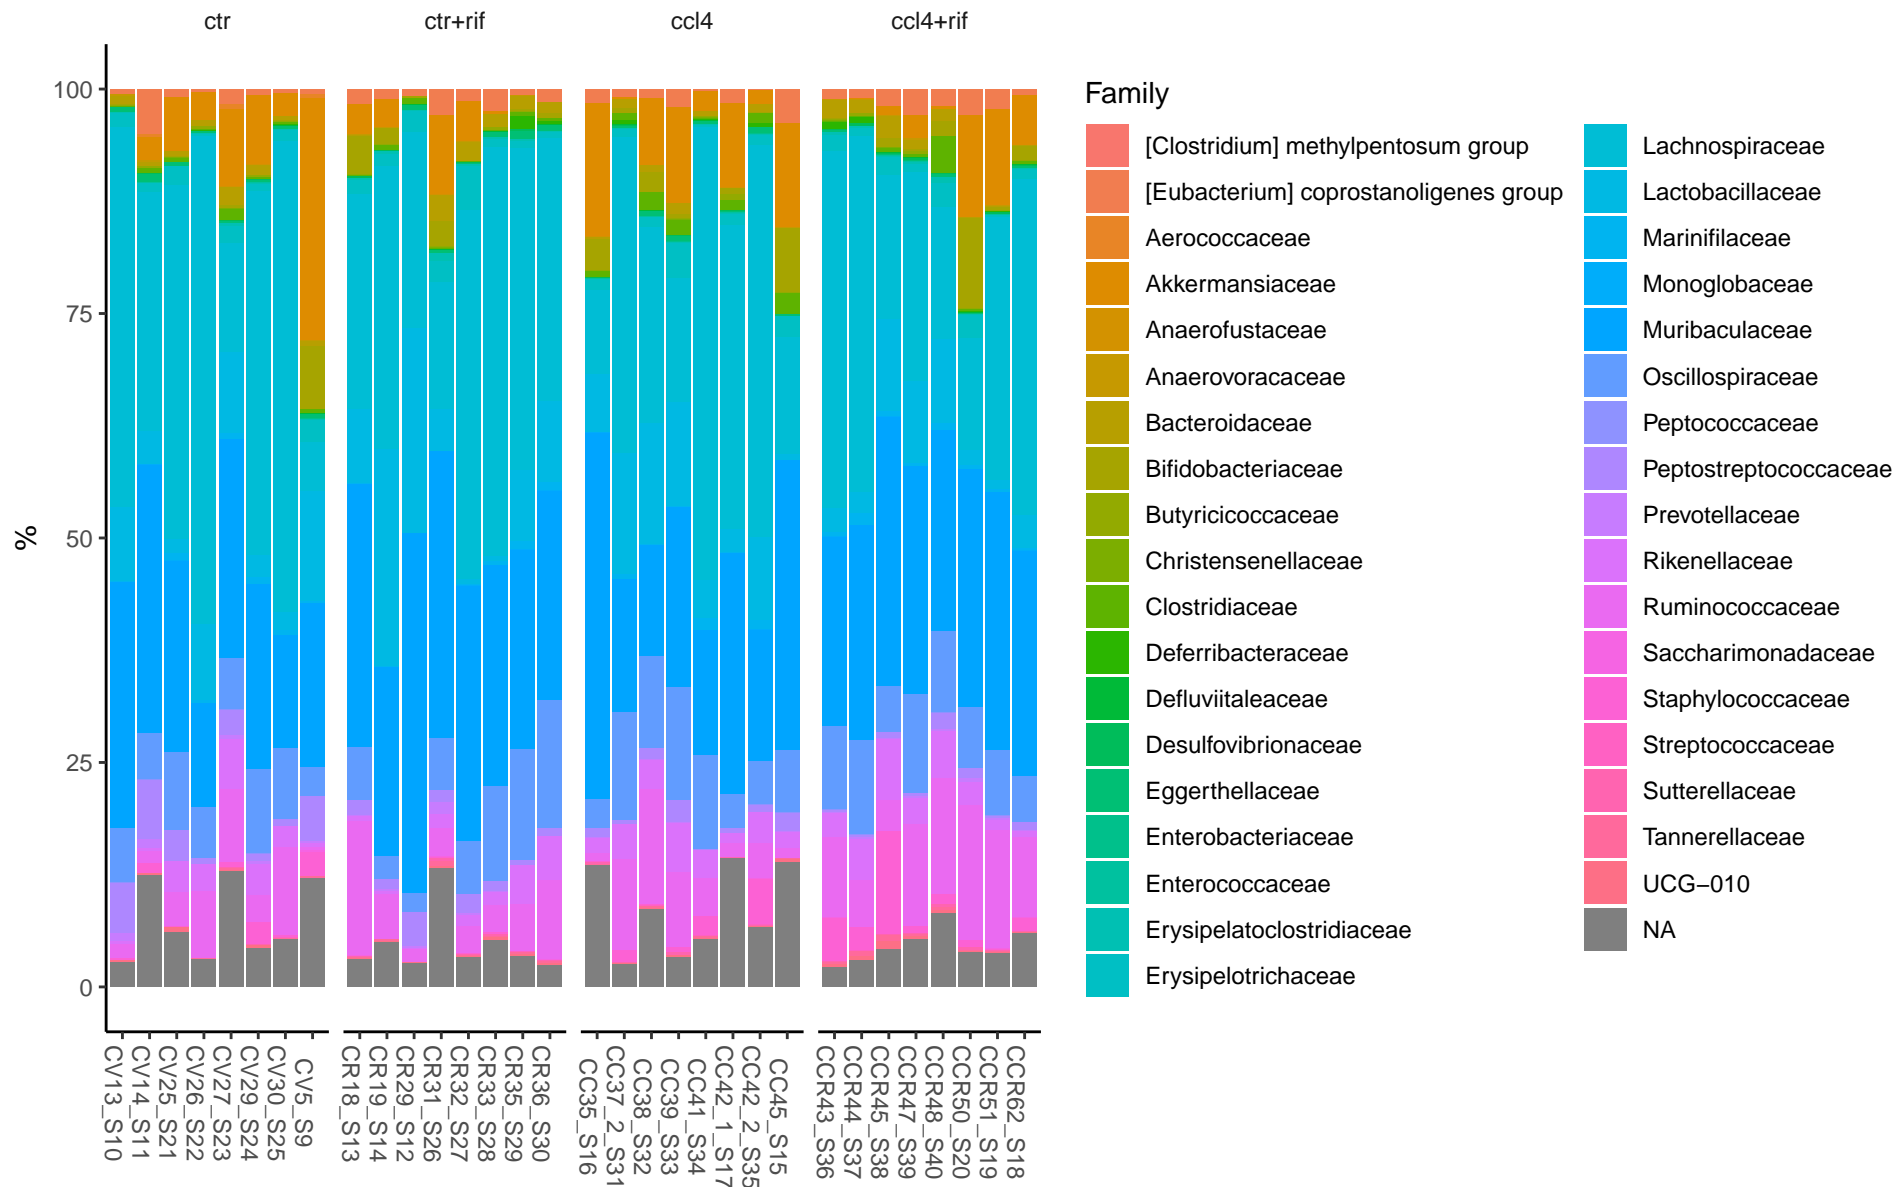 ctr
ctr+rif
ccl4
ccl4+rif
%
100
75
50
25
0
CV13_S10
CV14_S11
CV25_S21
CV26_S22
CV27_S23
CV29_S24
CV30_S25
CV5_S9
CR18_S13
CR19_S14
CR29_S12
CR31_S26
CR32_S27
CR33_S28
CR35_S29
CR36_S30
CC35_S16
CC37_2_S31
CC38_S32
CC39_S33
CC41_S34
CC42_1_S17
CC42_2_S35
CC45_S15
CCR43_S36
CCR44_S37
CCR45_S38
CCR47_S39
CCR48_S40
CCR50_S20
CCR51_S19
CCR62_S18
Family
[Clostridium] methylpentosum group
[Eubacterium] coprostanoligenes group
Aerococcaceae
Akkermansiaceae
Anaerofustaceae
Anaerovoracaceae
Bacteroidaceae
Bifidobacteriaceae
Butyricicoccaceae
Christensenellaceae
Clostridiaceae
Deferribacteraceae
Defluviitaleaceae
Desulfovibrionaceae
Eggerthellaceae
Enterobacteriaceae
Enterococcaceae
Erysipelatoclostridiaceae
Erysipelotrichaceae
Lachnospiraceae
Lactobacillaceae
Marinifilaceae
Monoglobaceae
Muribaculaceae
Oscillospiraceae
Peptococcaceae
Peptostreptococcaceae
Prevotellaceae
Rikenellaceae
Ruminococcaceae
Saccharimonadaceae
Staphylococcaceae
Streptococcaceae
Sutterellaceae
Tannerellaceae
UCG−010
NA